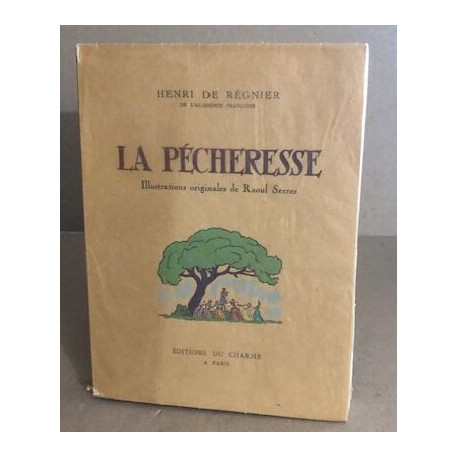 HENRI DE RÉGNIER
DE L'ACADÉMIE FRANÇAISE
LA PÉCHERESSE
Illustrations originales de Raoul Serres
ÉDITIONS DU CHARME
A PARIS